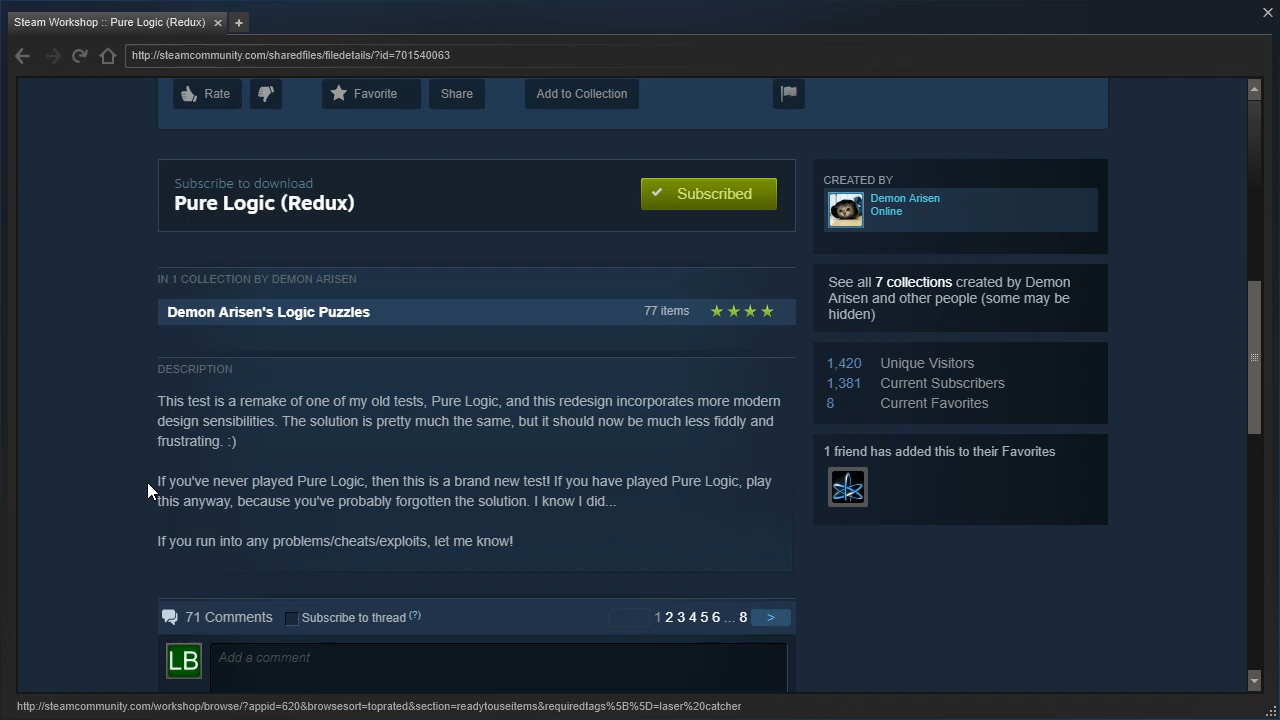 Steam Workshop :: Pure Logic (Redux)
http://steamcommunity.com/sharedfiles/filedetails/?id=701540063
Rate
Favorite
Share
Add to Collection
Subscribe to download
Pure Logic (Redux)
Subscribed
CREATED BY
Demon Arisen
Online
IN 1 COLLECTION BY DEMON ARISEN
Demon Arisen's Logic Puzzles
77 items
See all 7 collections created by Demon
Arisen and other people (some may be
hidden)
DESCRIPTION
This test is a remake of one of my old tests, Pure Logic, and this redesign incorporates more modern
design sensibilities. The solution is pretty much the same, but it should now be much less fiddly and
frustrating. :)
If you've never played Pure Logic, then this is a brand new test! If you have played Pure Logic, play
this anyway, because you've probably forgotten the solution. I know I did...
If you run into any problems/cheats/exploits, let me know!
1,420 Unique Visitors
1,381 Current Subscribers
8 Current Favorites
1 friend has added this to their Favorites
71 Comments
Subscribe to thread (?)
1 2 3 4 5 6 ... 8 >
LB
Add a comment
http://steamcommunity.com/workshop/browse/?appid=620&browsesort=toprated&section=readytouseitems&requiredtags%5B%5D=laser%20catcher